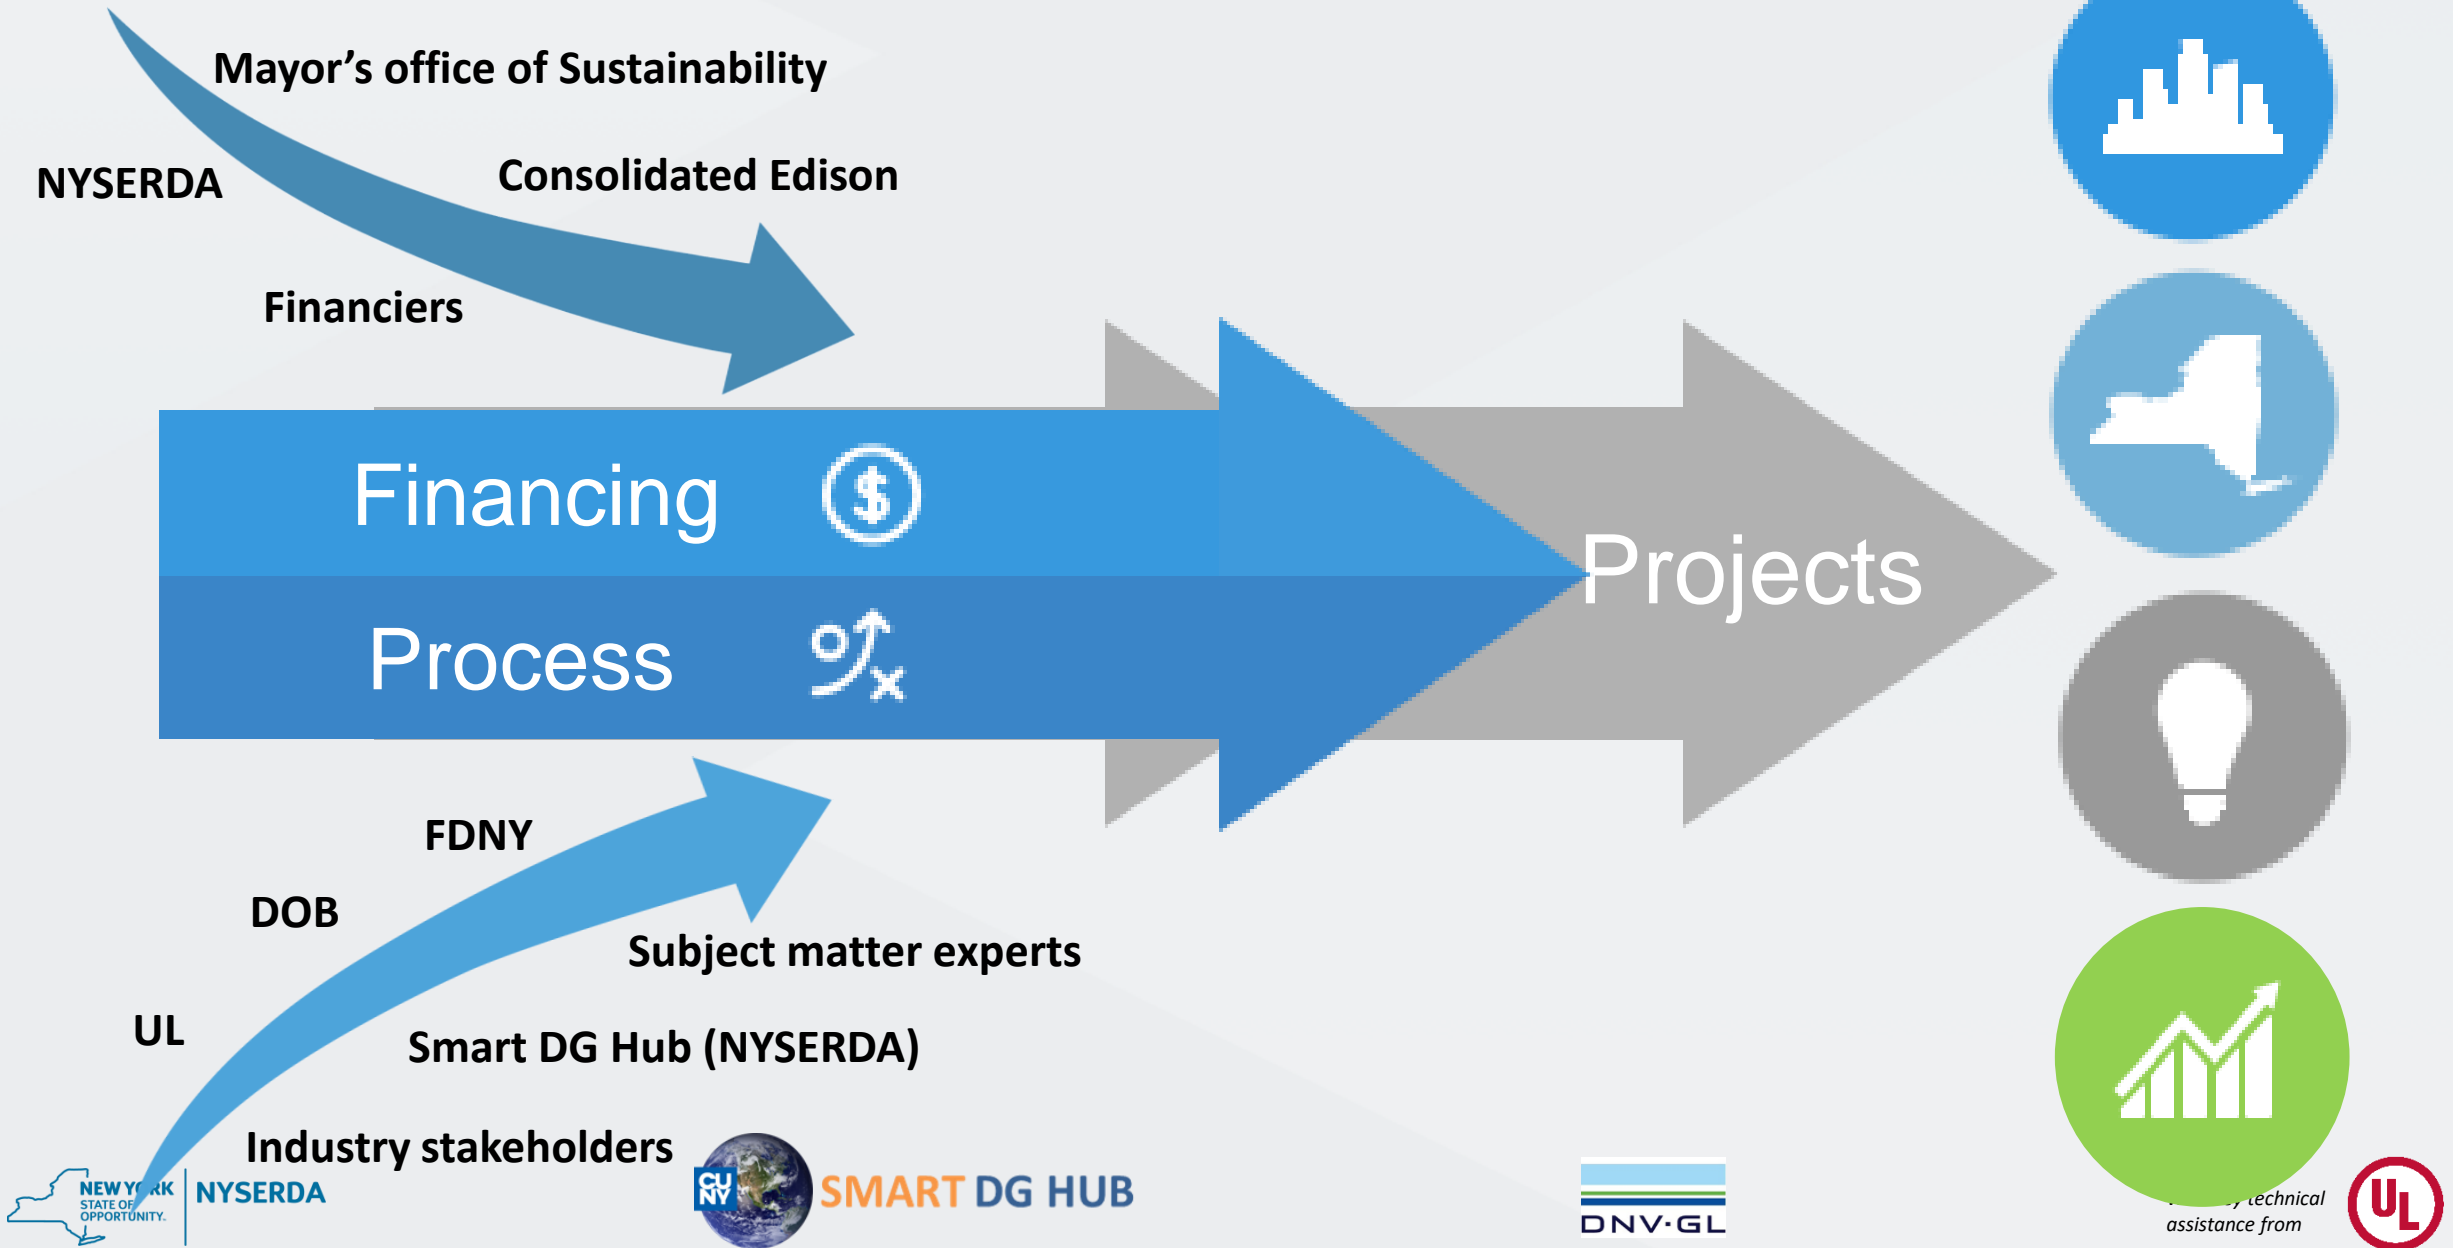 Mayor’s office of Sustainability
NYSERDA
Consolidated Edison
Financiers
Financing
$
Projects
Process
FDNY
DOB
Subject matter experts
UL
Smart DG Hub (NYSERDA)
Industry stakeholders
NEW YORK
STATE OF
OPPORTUNITY.
NYSERDA
CU
NY
SMART DG HUB
DNV·GL
technical
assistance from
UL